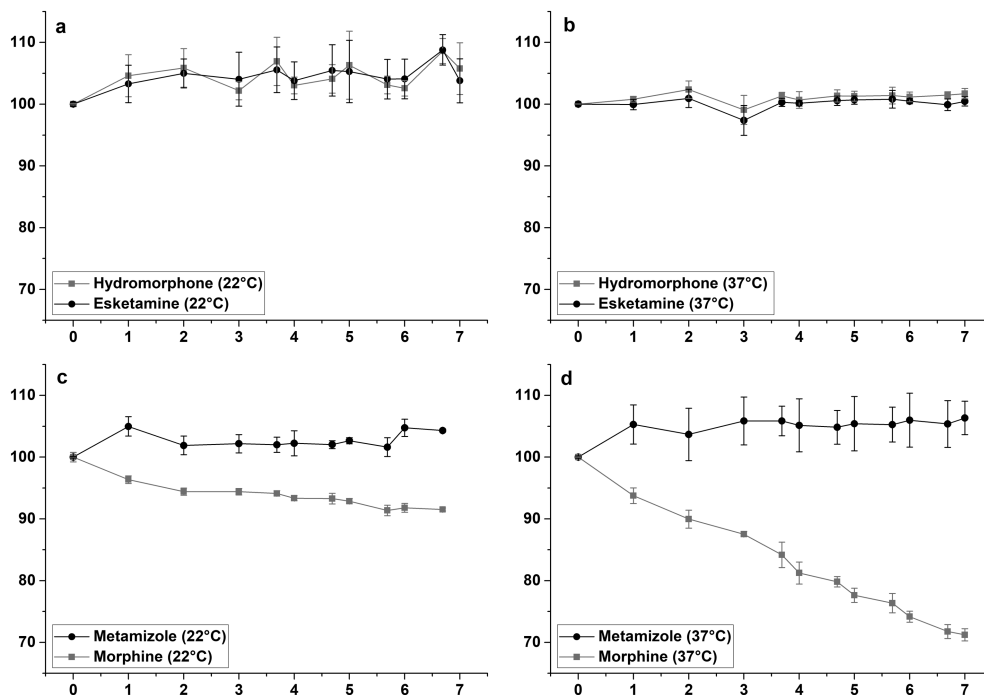 a
110
100
90
80
70
Hydromorphone (22°C)
Esketamine (22°C)
0 1 2 3 4 5 6 7
b
110
100
90
80
70
Hydromorphone (37°C)
Esketamine (37°C)
0 1 2 3 4 5 6 7
c
110
100
90
80
70
Metamizole (22°C)
Morphine (22°C)
0 1 2 3 4 5 6 7
d
110
100
90
80
70
Metamizole (37°C)
Morphine (37°C)
0 1 2 3 4 5 6 7